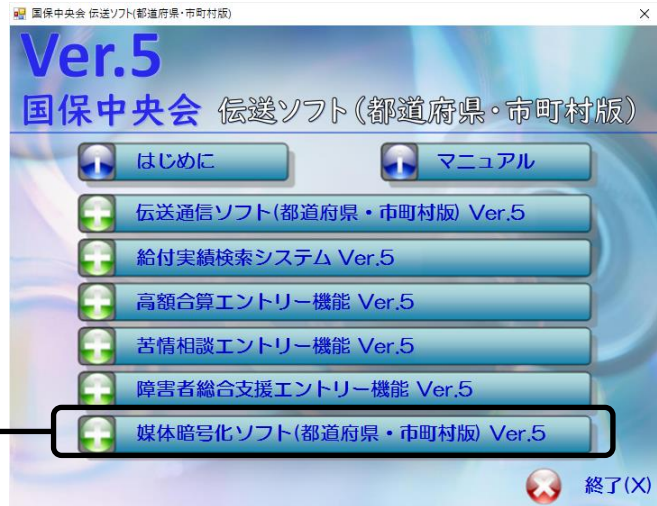 国保中央会 伝送ソフト(都道府県・市町村版)
Ver.5
国保中央会 伝送ソフト(都道府県・市町村版)
はじめに マニュアル
伝送通信ソフト(都道府県・市町村版) Ver.5
給付実績検索システム Ver.5
高額合算エントリー機能 Ver.5
苦情相談エントリー機能 Ver.5
障害者総合支援エントリー機能 Ver.5
媒体暗号化ソフト(都道府県・市町村版) Ver.5
終了(X)